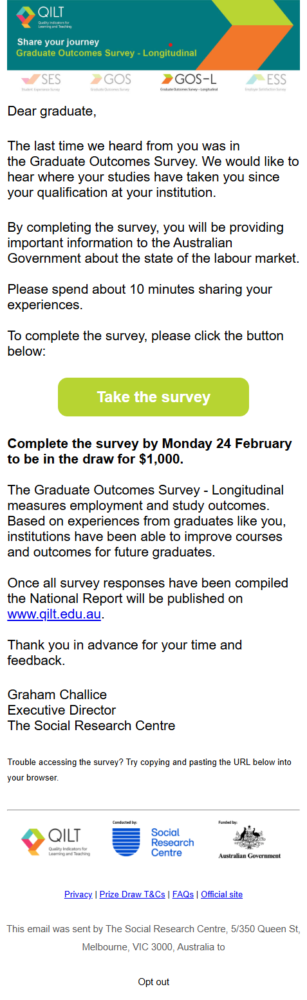 QILT
Quality Indicators for
Learning and Teaching
Share your journey
Graduate Outcomes Survey - Longitudinal
SES
Student Experience Survey
GOS
Graduate Outcomes Survey
GOS-L
Graduate Outcomes Survey - Longitudinal
ESS
Employer Satisfaction Survey
Dear graduate,
The last time we heard from you was in
the Graduate Outcomes Survey. We would like to
hear where your studies have taken you since
your qualification at your institution.
By completing the survey, you will be providing
important information to the Australian
Government about the state of the labour market.
Please spend about 10 minutes sharing your
experiences.
To complete the survey, please click the button
below:
Take the survey
Complete the survey by Monday 24 February
to be in the draw for $1,000.
The Graduate Outcomes Survey - Longitudinal
measures employment and study outcomes.
Based on experiences from graduates like you,
institutions have been able to improve courses
and outcomes for future graduates.
Once all survey responses have been compiled
the National Report will be published on
www.qilt.edu.au.
Thank you in advance for your time and
feedback.
Graham Challice
Executive Director
The Social Research Centre
Trouble accessing the survey? Try copying and pasting the URL below into
your browser.
QILT
Quality Indicators for
Learning and Teaching
Conducted by:
Social
Research
Centre
Funded by:
Australian Government
Privacy | Prize Draw T&Cs | FAQs | Official site
This email was sent by The Social Research Centre, 5/350 Queen St,
Melbourne, VIC 3000, Australia to
Opt out